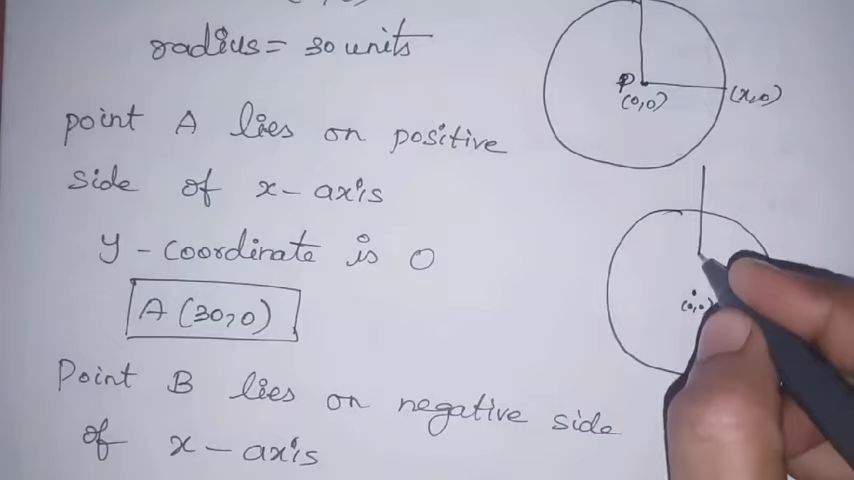 radius = 30 units
point A lies on positive
side of x-axis
y-coordinate is 0
A (30,0)
Point B lies on negative side
of x-axis
P
(0,0)
(x,0)
(0,0)